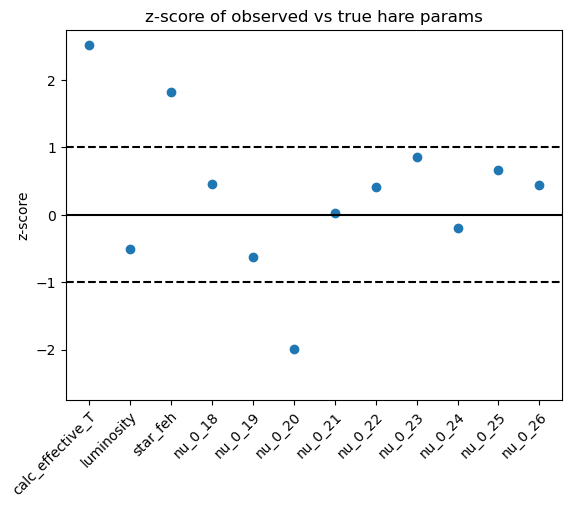 z-score of observed vs true hare params
z-score
2
1
0
−1
−2
calc_effective_T
luminosity
star_feh
nu_0_18
nu_0_19
nu_0_20
nu_0_21
nu_0_22
nu_0_23
nu_0_24
nu_0_25
nu_0_26